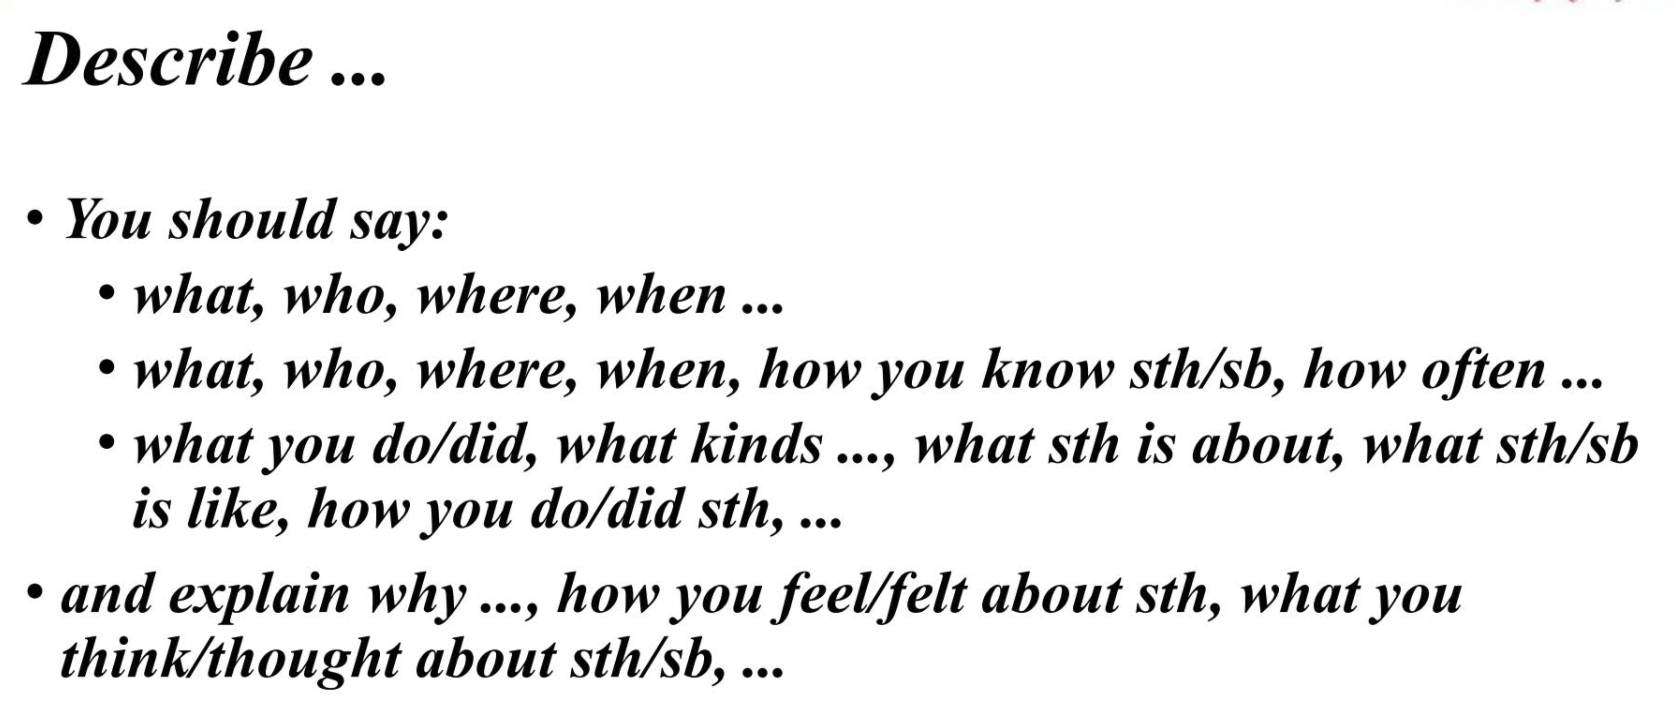 Describe ...
• You should say:
• what, who, where, when ...
• what, who, where, when, how you know sth/sb, how often ...
• what you do/did, what kinds ..., what sth is about, what sth/sb
is like, how you do/did sth, ...
• and explain why ..., how you feel/felt about sth, what you
think/thought about sth/sb, ...